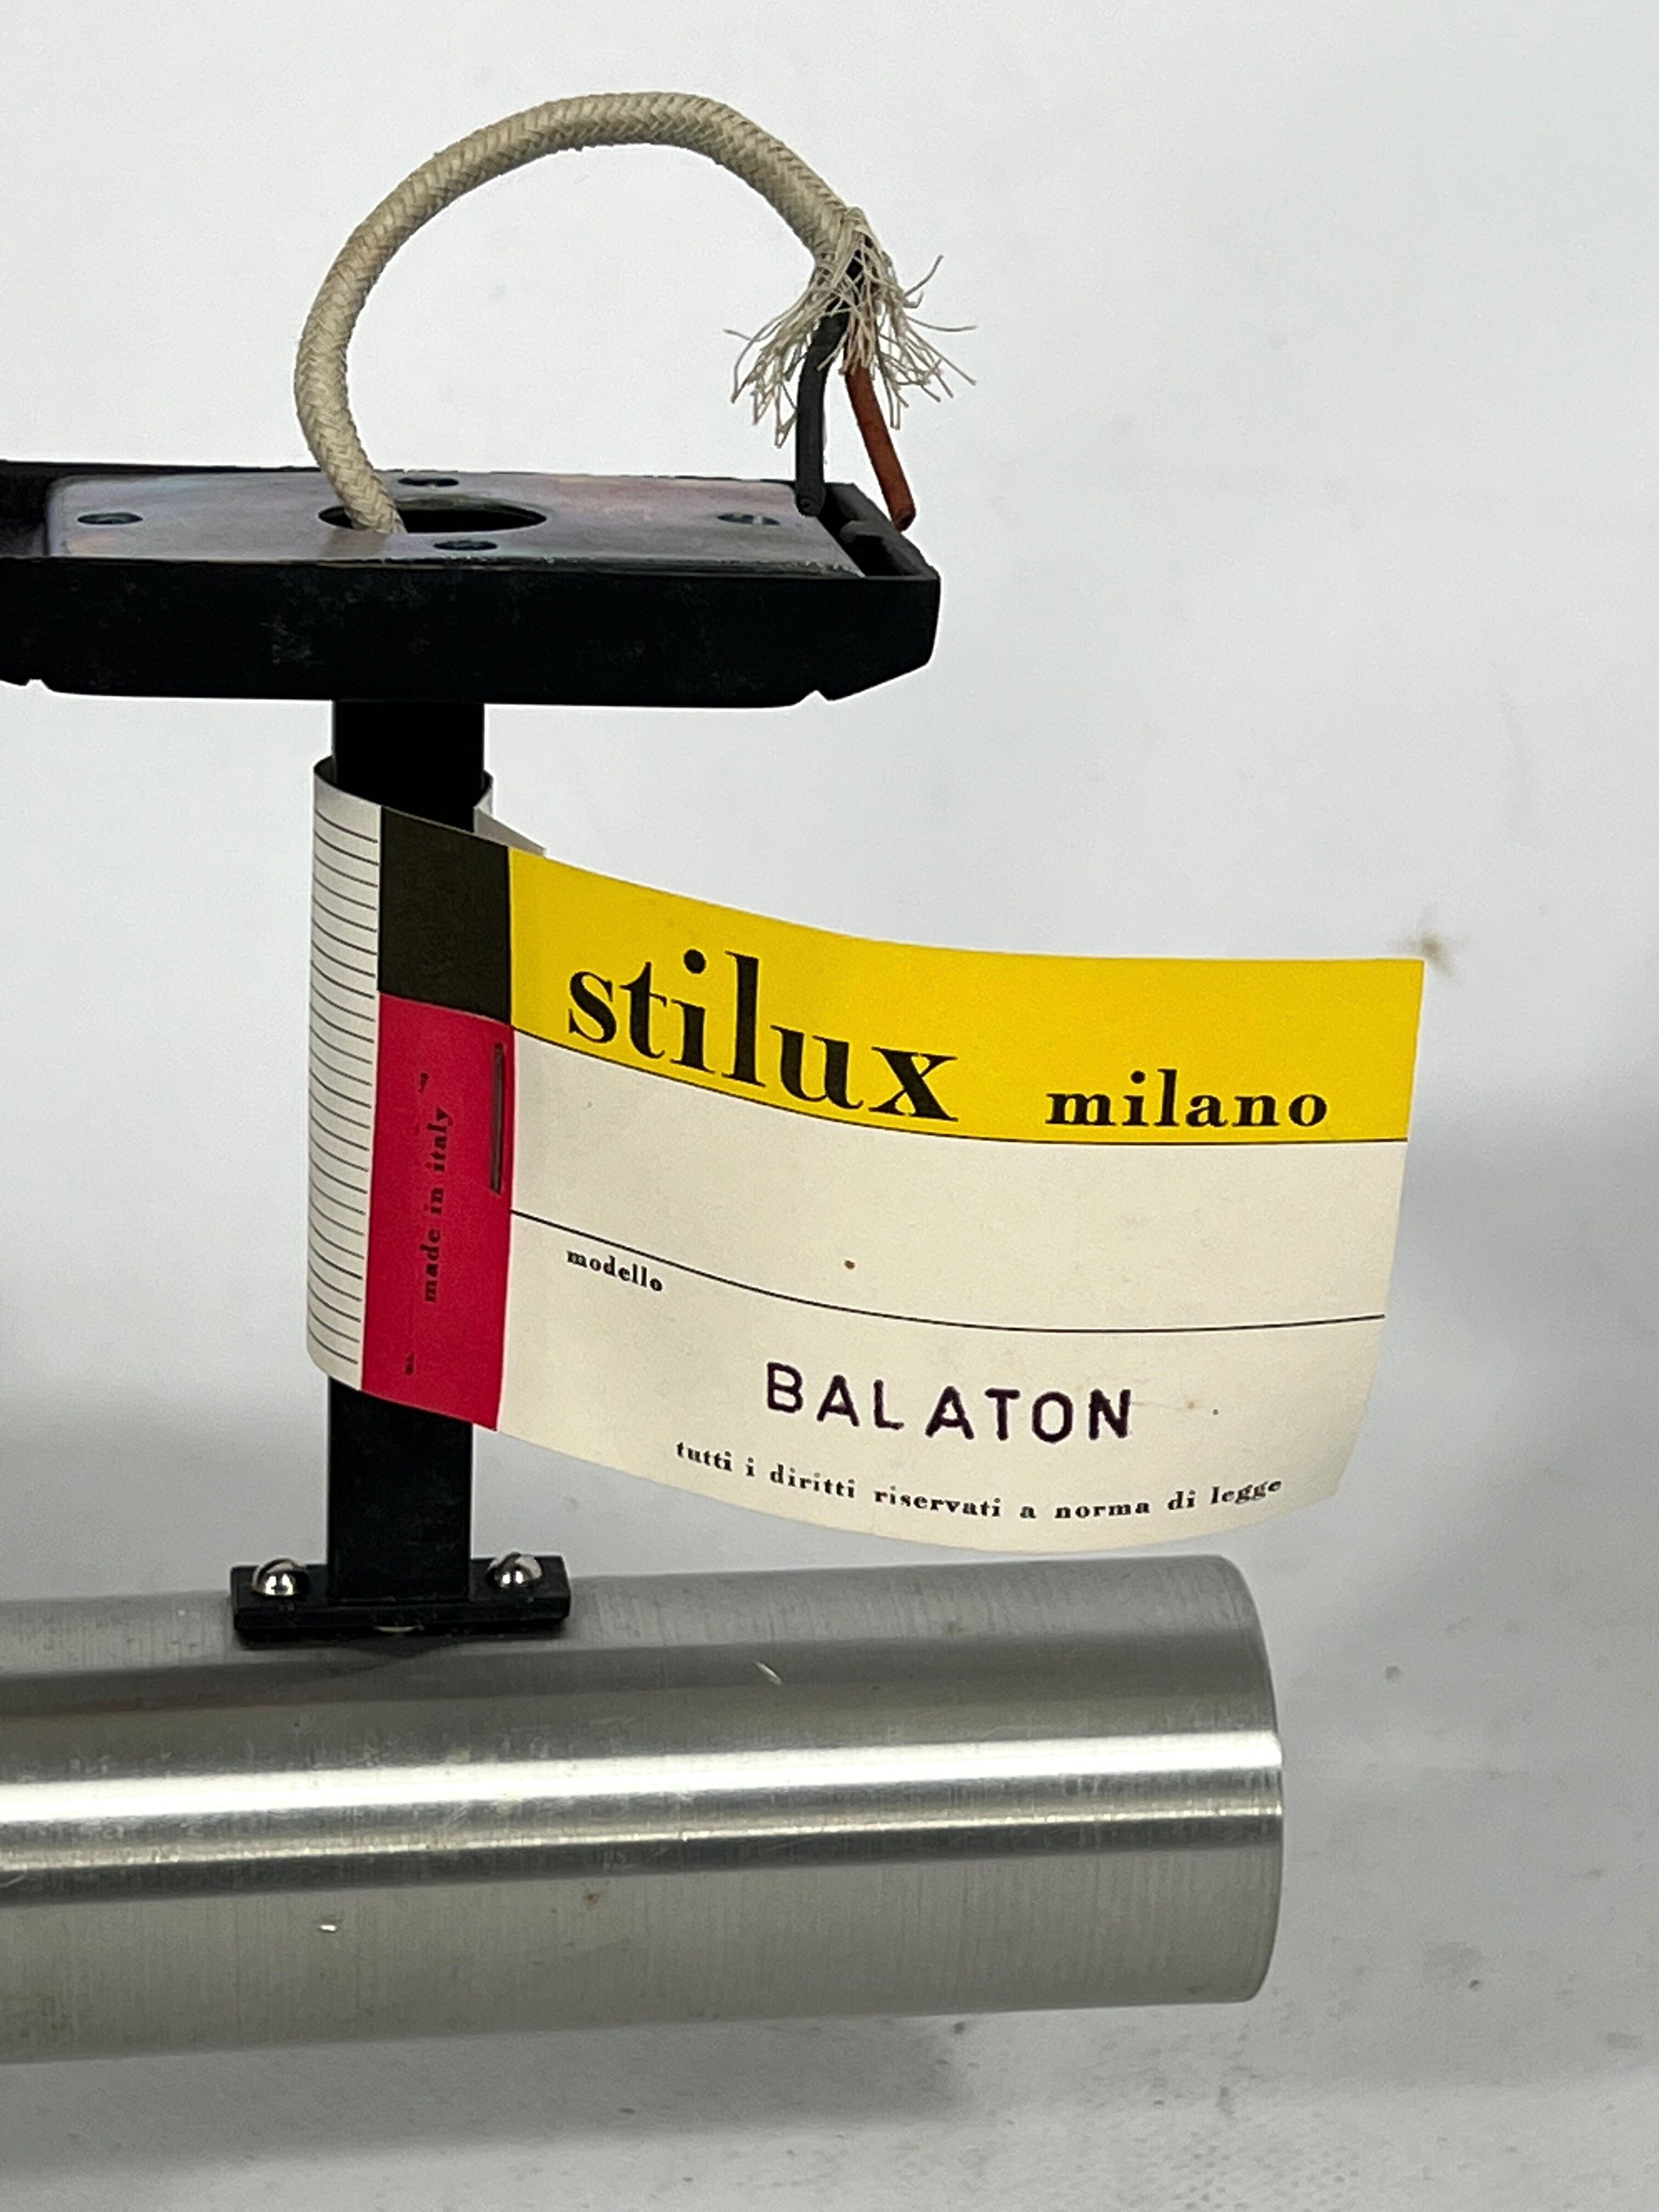 stilux milano
made in italy
modello
BALATON
tutti i diritti riservati a norma di legge